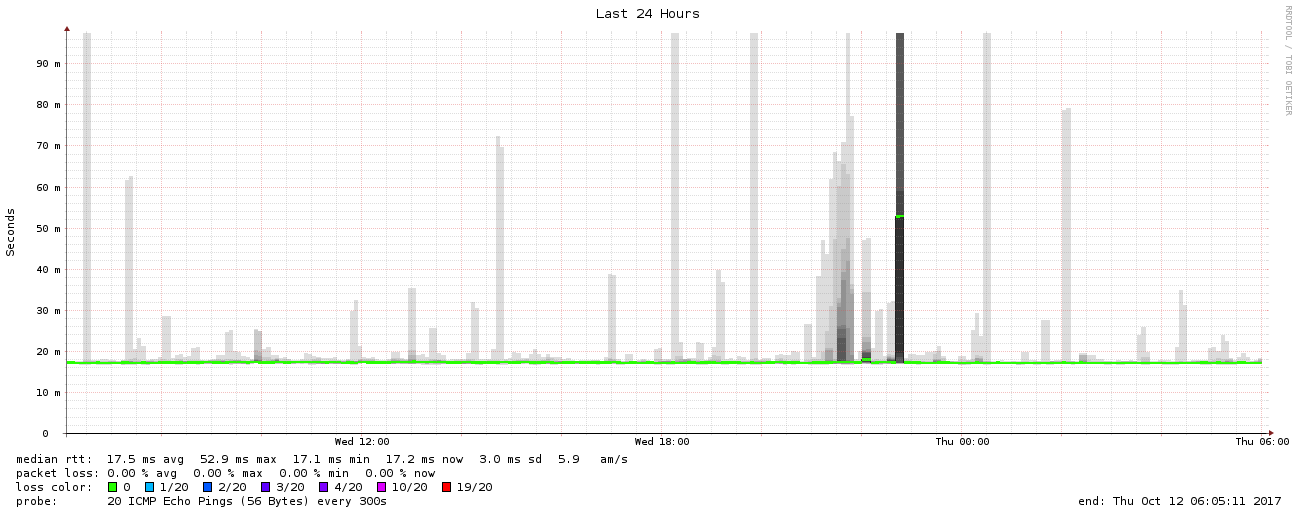 Last 24 Hours
RRDTOOL / TOBI OETIKER
Seconds
90 m
80 m
70 m
60 m
50 m
40 m
30 m
20 m
10 m
0
Wed 12:00 Wed 18:00 Thu 00:00 Thu 06:00
median rtt: 17.5 ms avg 52.9 ms max 17.1 ms min 17.2 ms now 3.0 ms sd 5.9 am/s
packet loss: 0.00 % avg 0.00 % max 0.00 % min 0.00 % now
loss color: 0 1/20 2/20 3/20 4/20 10/20 19/20
probe: 20 ICMP Echo Pings (56 Bytes) every 300s end: Thu Oct 12 06:05:11 2017